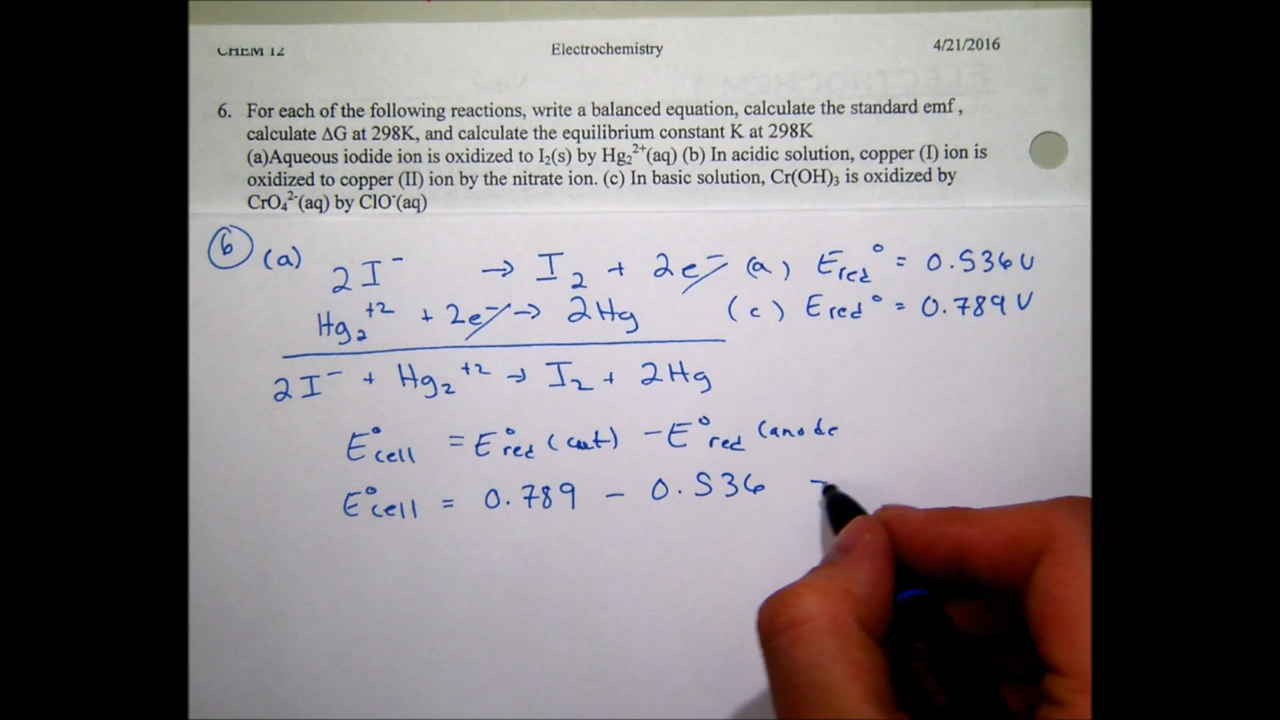 CHEM 12 Electrochemistry 4/21/2016
6. For each of the following reactions, write a balanced equation, calculate the standard emf ,
calculate ΔG at 298K, and calculate the equilibrium constant K at 298K
(a)Aqueous iodide ion is oxidized to I₂(s) by Hg₂²⁺(aq) (b) In acidic solution, copper (I) ion is
oxidized to copper (II) ion by the nitrate ion. (c) In basic solution, Cr(OH)₃ is oxidized by
CrO₄²⁻(aq) by ClO⁻(aq)
6 (a) 2I⁻ → I₂ + 2e⁻ (a) E°red = 0.536V
Hg₂⁺² + 2e⁻ → 2Hg (c) Ered° = 0.789V
2I⁻ + Hg₂⁺² → I₂ + 2Hg
E°cell = E°red (cat) - E°red (anode
E°cell = 0.789 - 0.536